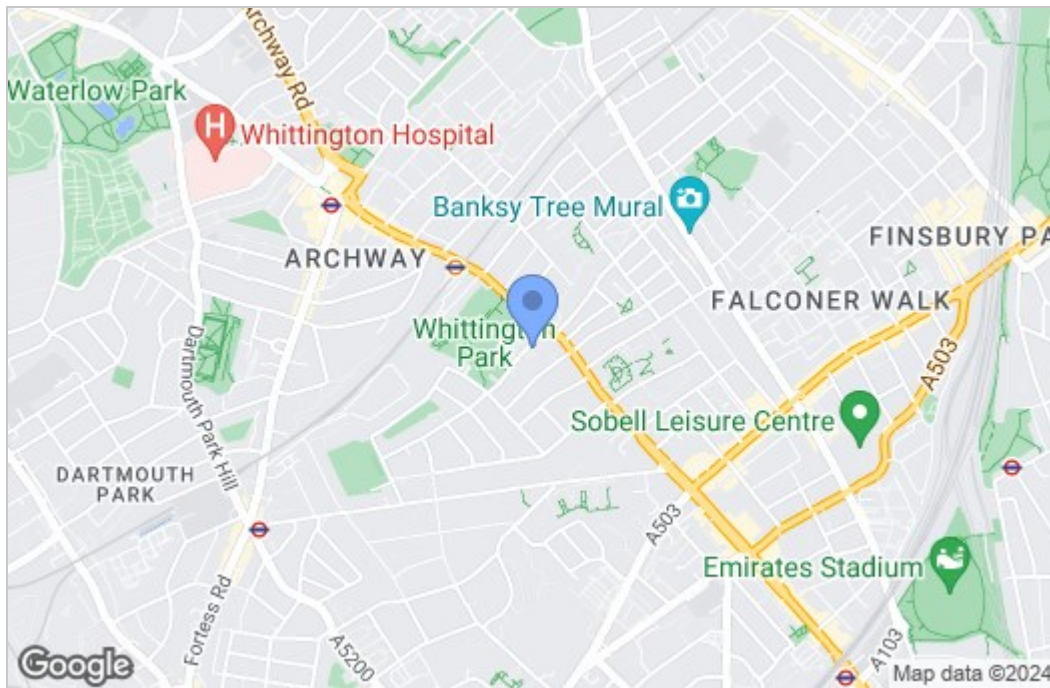 Archway Rd
Waterlow Park
H
Whittington Hospital
Banksy Tree Mural
ARCHWAY
FINSBURY PA
FALCONER WALK
Whittington
Park
Dartmouth Park Hill
A503
Sobell Leisure Centre
DARTMOUTH
PARK
A503
Emirates Stadium
Fortess Rd
A5200
A103
Google
Map data ©2024